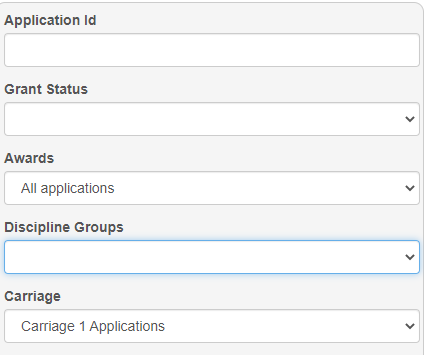 Application Id
Grant Status
Awards
All applications
Discipline Groups
Carriage
Carriage 1 Applications